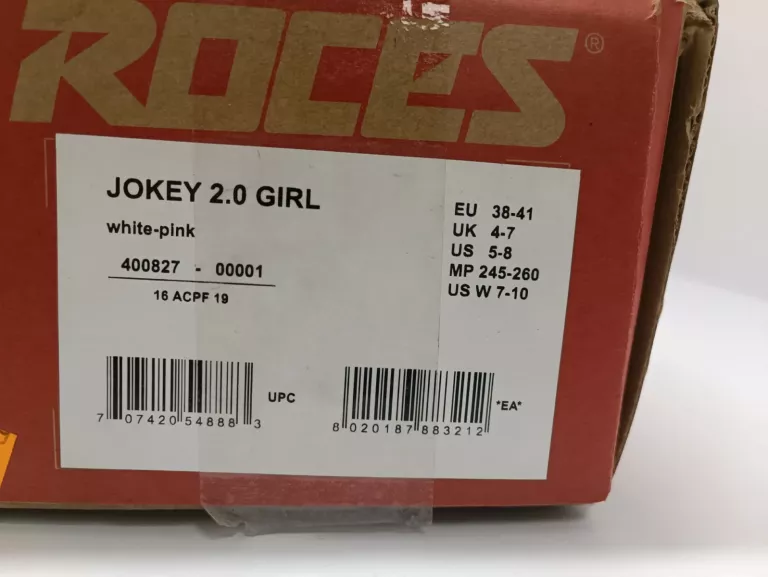 ROCES®
JOKEY 2.0 GIRL
white-pink
400827 - 00001
16 ACPF 19
EU 38-41
UK 4-7
US 5-8
MP 245-260
US W 7-10
UPC
7 07420 54888 3
*EA*
8 020187 883212